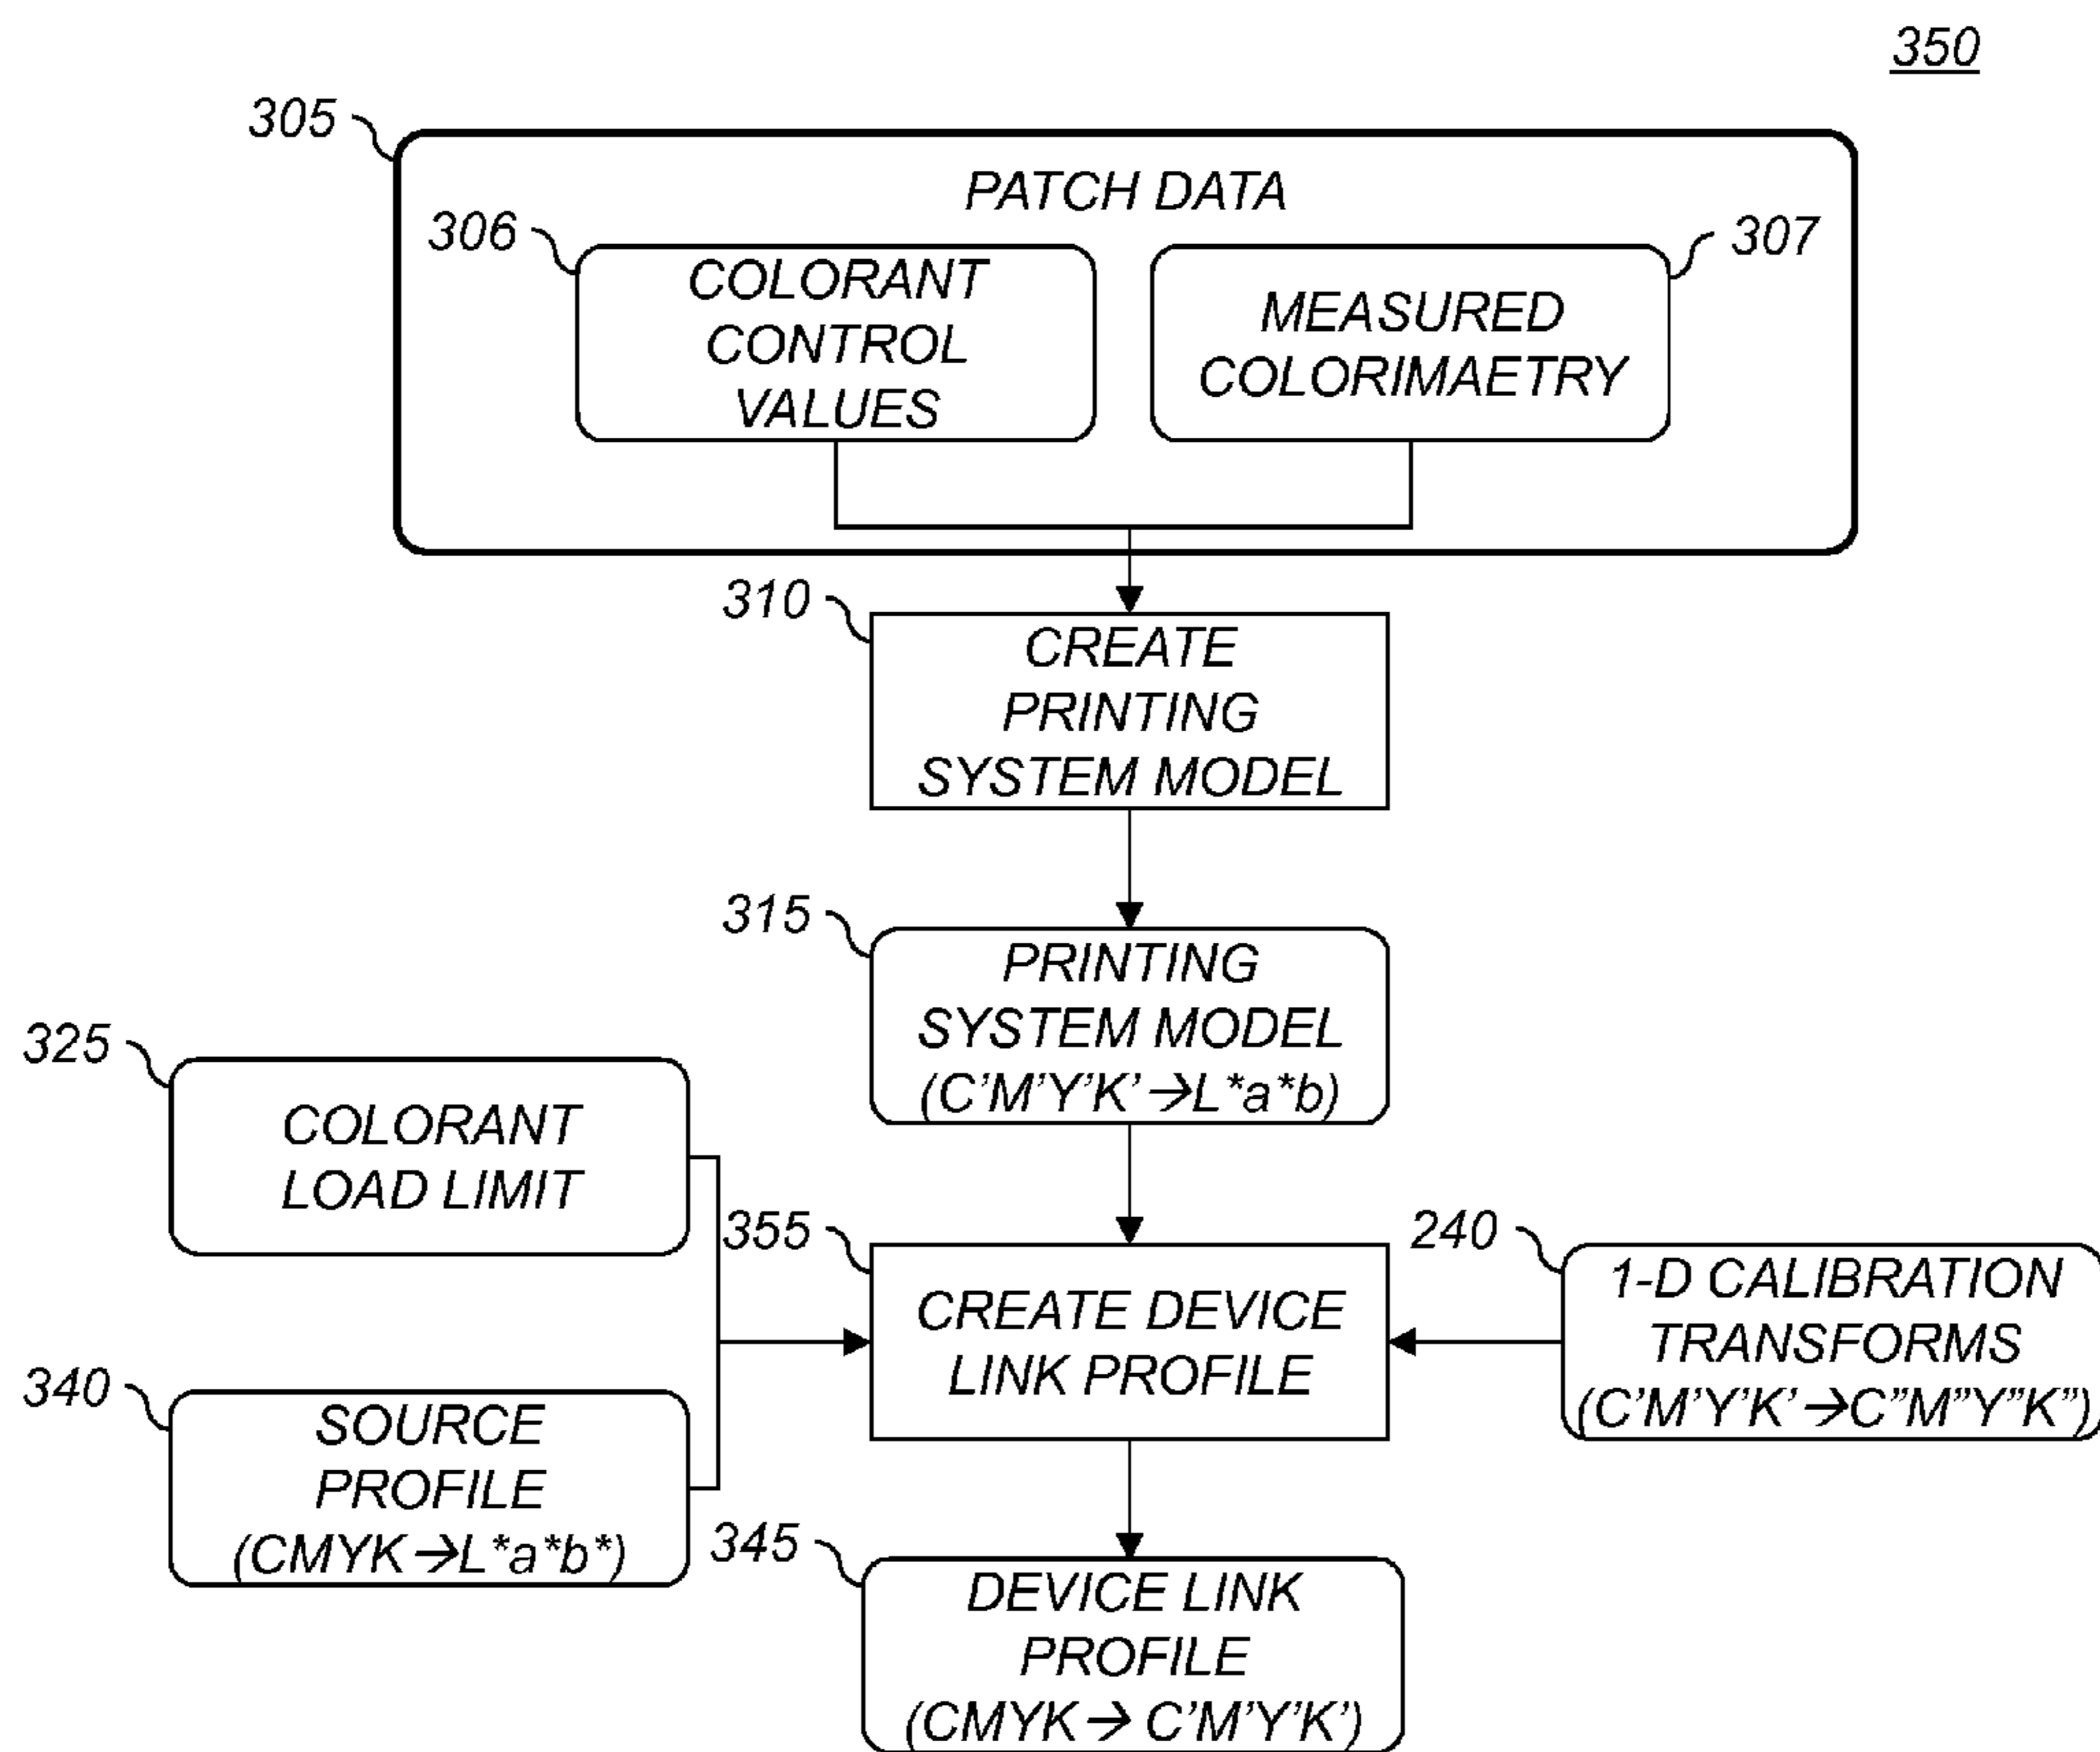 350
305
PATCH DATA
306
307
COLORANT
CONTROL
VALUES
MEASURED
COLORIMAETRY
310
CREATE
PRINTING
SYSTEM MODEL
315
PRINTING
SYSTEM MODEL
(C'M'Y'K'→L*a*b)
325
COLORANT
LOAD LIMIT
355
CREATE DEVICE
LINK PROFILE
240
1-D CALIBRATION
TRANSFORMS
(C'M'Y'K'→C”M”Y”K”)
340
SOURCE
PROFILE
(CMYK→L*a*b*)
345
DEVICE LINK
PROFILE
(CMYK→ C'M'Y'K')